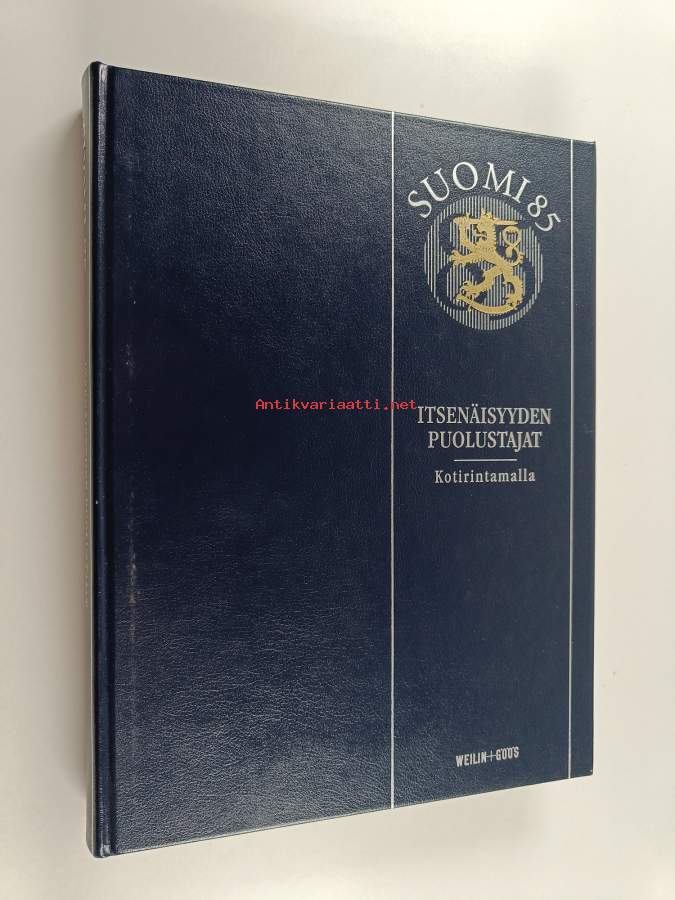 SUOMI 85
Antikvariaatti.net
ITSENÄISYYDEN
PUOLUSTAJAT
Kotirintamalla
WEILIN+GÖÖS